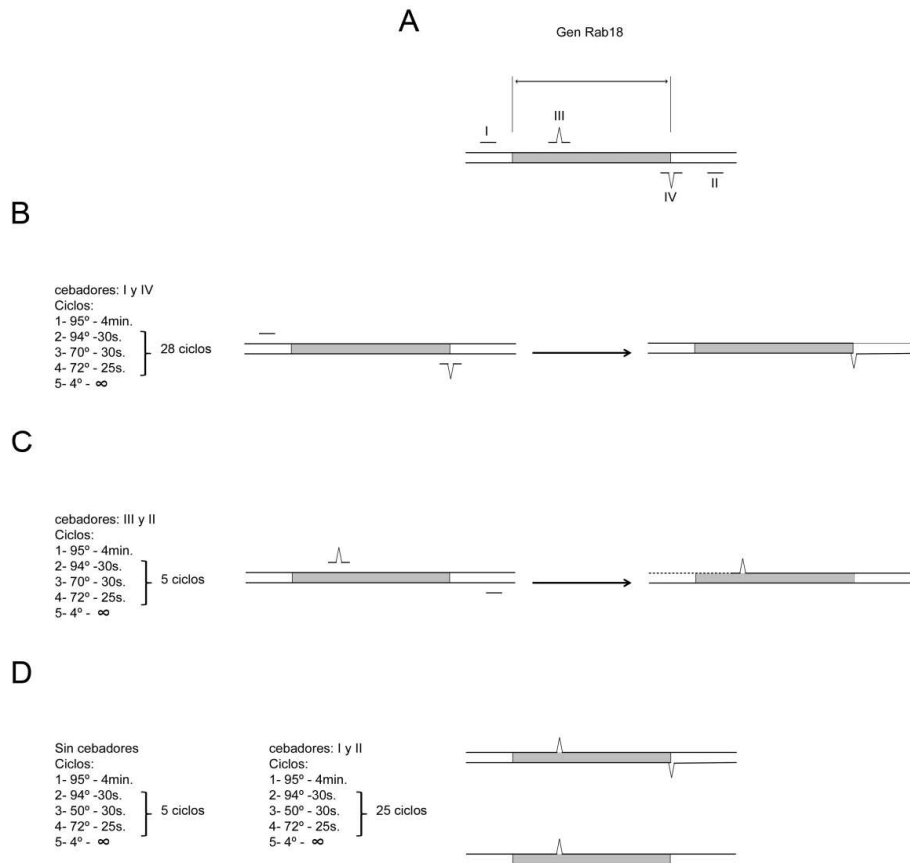 A
Gen Rab18
I
III
IV
II
B
cebadores: I y IV
Ciclos:
1- 95º - 4min.
2- 94º -30s.
3- 70º - 30s.
4- 72º - 25s.
5- 4º - ∞
28 ciclos
C
cebadores: III y II
Ciclos:
1- 95º - 4min.
2- 94º -30s.
3- 70º - 30s.
4- 72º - 25s.
5- 4º - ∞
5 ciclos
D
Sin cebadores
Ciclos:
1- 95º - 4min.
2- 94º -30s.
3- 50º - 30s.
4- 72º - 25s.
5- 4º - ∞
5 ciclos
cebadores: I y II
Ciclos:
1- 95º - 4min.
2- 94º -30s.
3- 50º - 30s.
4- 72º - 25s.
5- 4º - ∞
25 ciclos